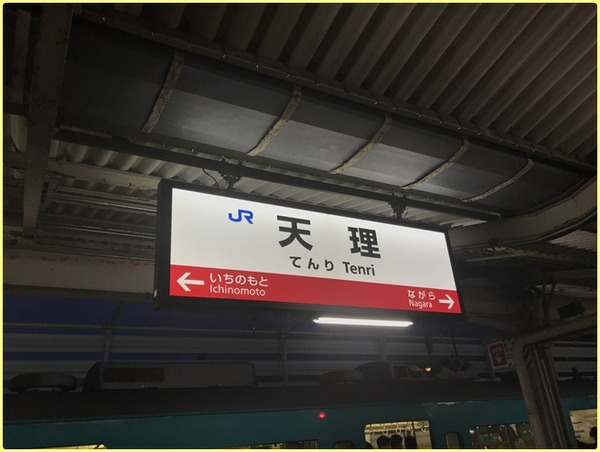 JR
天理
てんり Tenri
← いちのもと
Ichinomoto
ながら →
Nagara